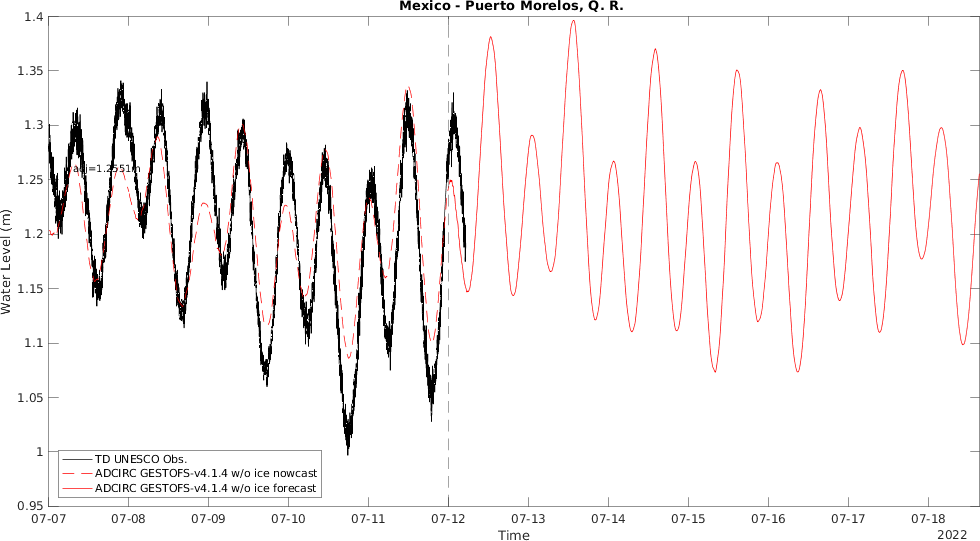 Mexico - Puerto Morelos, Q. R.
1.4
1.35
1.3
1.25
1.2
1.15
1.1
1.05
1
0.95
Water Level (m)
adj=1.2551m
TD UNESCO Obs.
ADCIRC GESTOFS-v4.1.4 w/o ice nowcast
ADCIRC GESTOFS-v4.1.4 w/o ice forecast
07-07 07-08 07-09 07-10 07-11 07-12 07-13 07-14 07-15 07-16 07-17 07-18
Time
2022